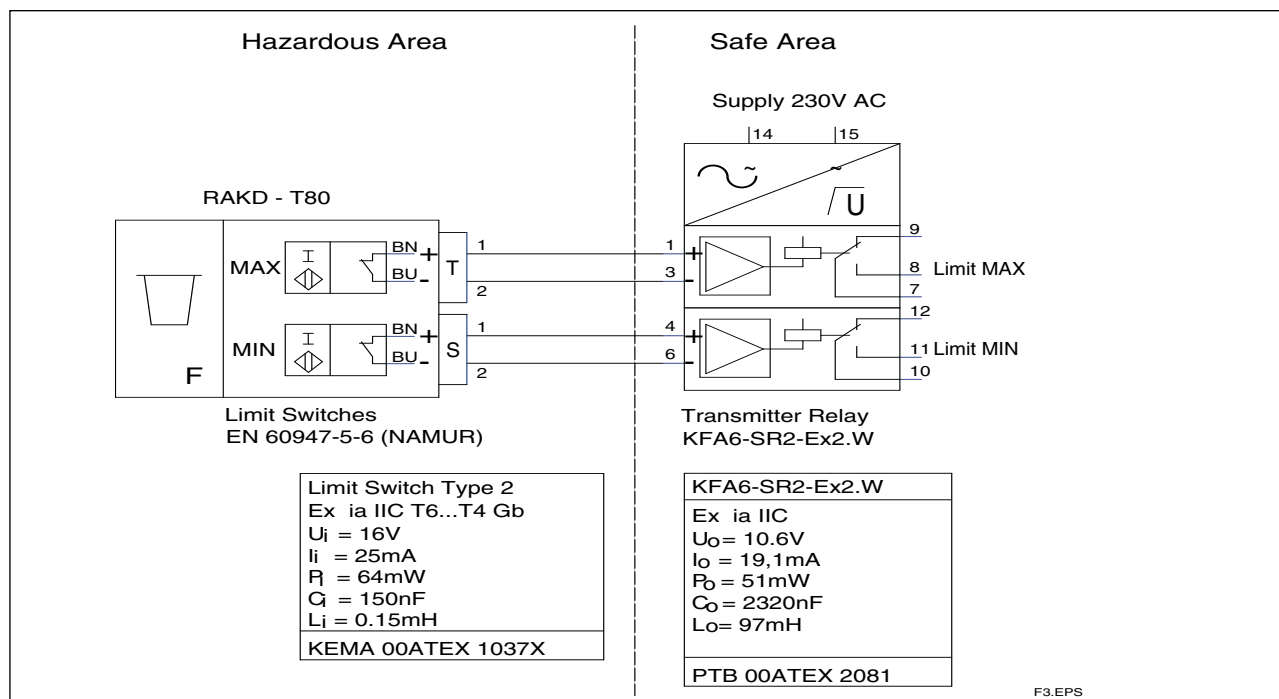 Hazardous Area
Safe Area
Supply 230V AC
14
15
RAKD - T80
~
~
U
MAX
I
BN
+
BU
-
T
1
2
1
3
+
-
9
8
Limit MAX
7
MIN
I
BN
+
BU
-
S
1
2
4
6
+
-
12
11
Limit MIN
10
F
Limit Switches
EN 60947-5-6 (NAMUR)
Transmitter Relay
KFA6-SR2-Ex2.W
Limit Switch Type 2
Ex ia IIC T6...T4 Gb
Ui = 16V
Ii = 25mA
Pi = 64mW
Ci = 150nF
Li = 0.15mH
KEMA 00ATEX 1037X
KFA6-SR2-Ex2.W
Ex ia IIC
Uo= 10.6V
Io = 19,1mA
Po = 51mW
Co = 2320nF
Lo= 97mH
PTB 00ATEX 2081
F3.EPS